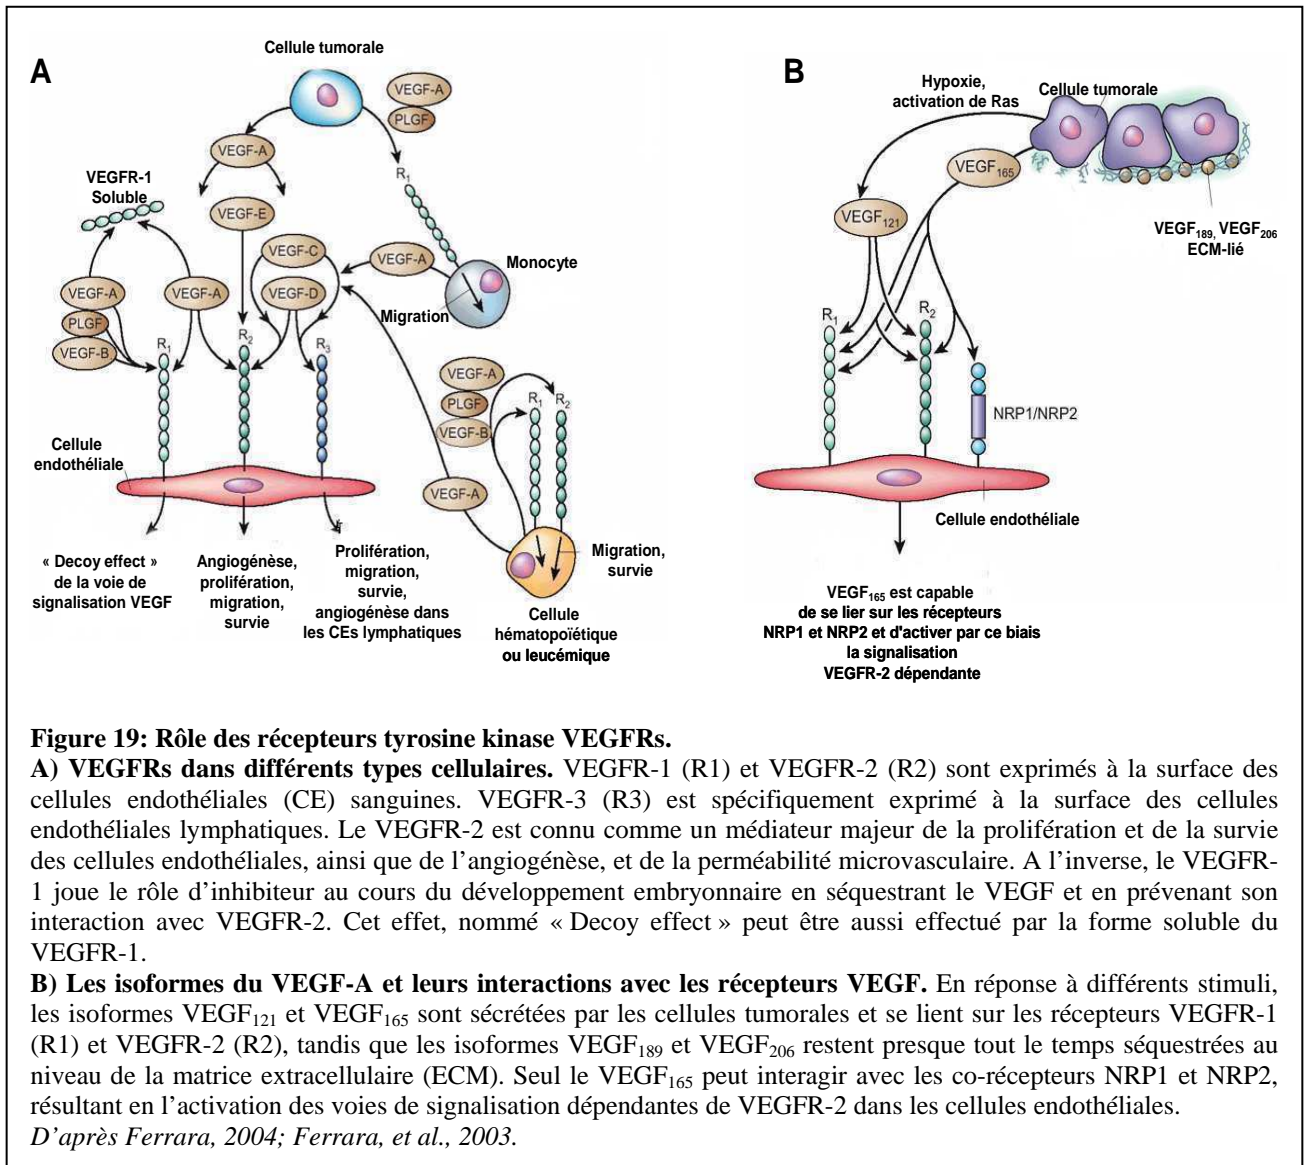 A
Cellule tumorale
VEGF-A
PLGF
VEGF-A
R1
VEGFR-1
Soluble
VEGF-E
VEGF-C
VEGF-A
Monocyte
VEGF-A
VEGF-A
VEGF-D
Migration
PLGF
VEGF-B
R1
R2
R3
VEGF-A
PLGF
VEGF-B
R1
R2
Cellule
endothéliale
VEGF-A
« Decoy effect »
de la voie de
signalisation VEGF
Angiogénèse,
prolifération,
migration,
survie
Prolifération,
migration,
survie,
angiogénèse dans
les CEs lymphatiques
Migration,
survie
Cellule
hématopoïétique
ou leucémique
B
Hypoxie,
activation de Ras
Cellule tumorale
VEGF165
VEGF121
VEGF189, VEGF206
ECM-lié
R1
R2
NRP1/NRP2
Cellule endothéliale
VEGF165 est capable
de se lier sur les récepteurs
NRP1 et NRP2 et d'activer par ce biais
la signalisation
VEGFR-2 dépendante
Figure 19: Rôle des récepteurs tyrosine kinase VEGFRs.
A) VEGFRs dans différents types cellulaires. VEGFR-1 (R1) et VEGFR-2 (R2) sont exprimés à la surface des
cellules endothéliales (CE) sanguines. VEGFR-3 (R3) est spécifiquement exprimé à la surface des cellules
endothéliales lymphatiques. Le VEGFR-2 est connu comme un médiateur majeur de la prolifération et de la survie
des cellules endothéliales, ainsi que de l’angiogénèse, et de la perméabilité microvasculaire. A l’inverse, le VEGFR-
1 joue le rôle d’inhibiteur au cours du développement embryonnaire en séquestrant le VEGF et en prévenant son
interaction avec VEGFR-2. Cet effet, nommé « Decoy effect » peut être aussi effectué par la forme soluble du
VEGFR-1.
B) Les isoformes du VEGF-A et leurs interactions avec les récepteurs VEGF. En réponse à différents stimuli,
les isoformes VEGF121 et VEGF165 sont sécrétées par les cellules tumorales et se lient sur les récepteurs VEGFR-1
(R1) et VEGFR-2 (R2), tandis que les isoformes VEGF189 et VEGF206 restent presque tout le temps séquestrées au
niveau de la matrice extracellulaire (ECM). Seul le VEGF165 peut interagir avec les co-récepteurs NRP1 et NRP2,
résultant en l’activation des voies de signalisation dépendantes de VEGFR-2 dans les cellules endothéliales.
D’après Ferrara, 2004; Ferrara, et al., 2003.